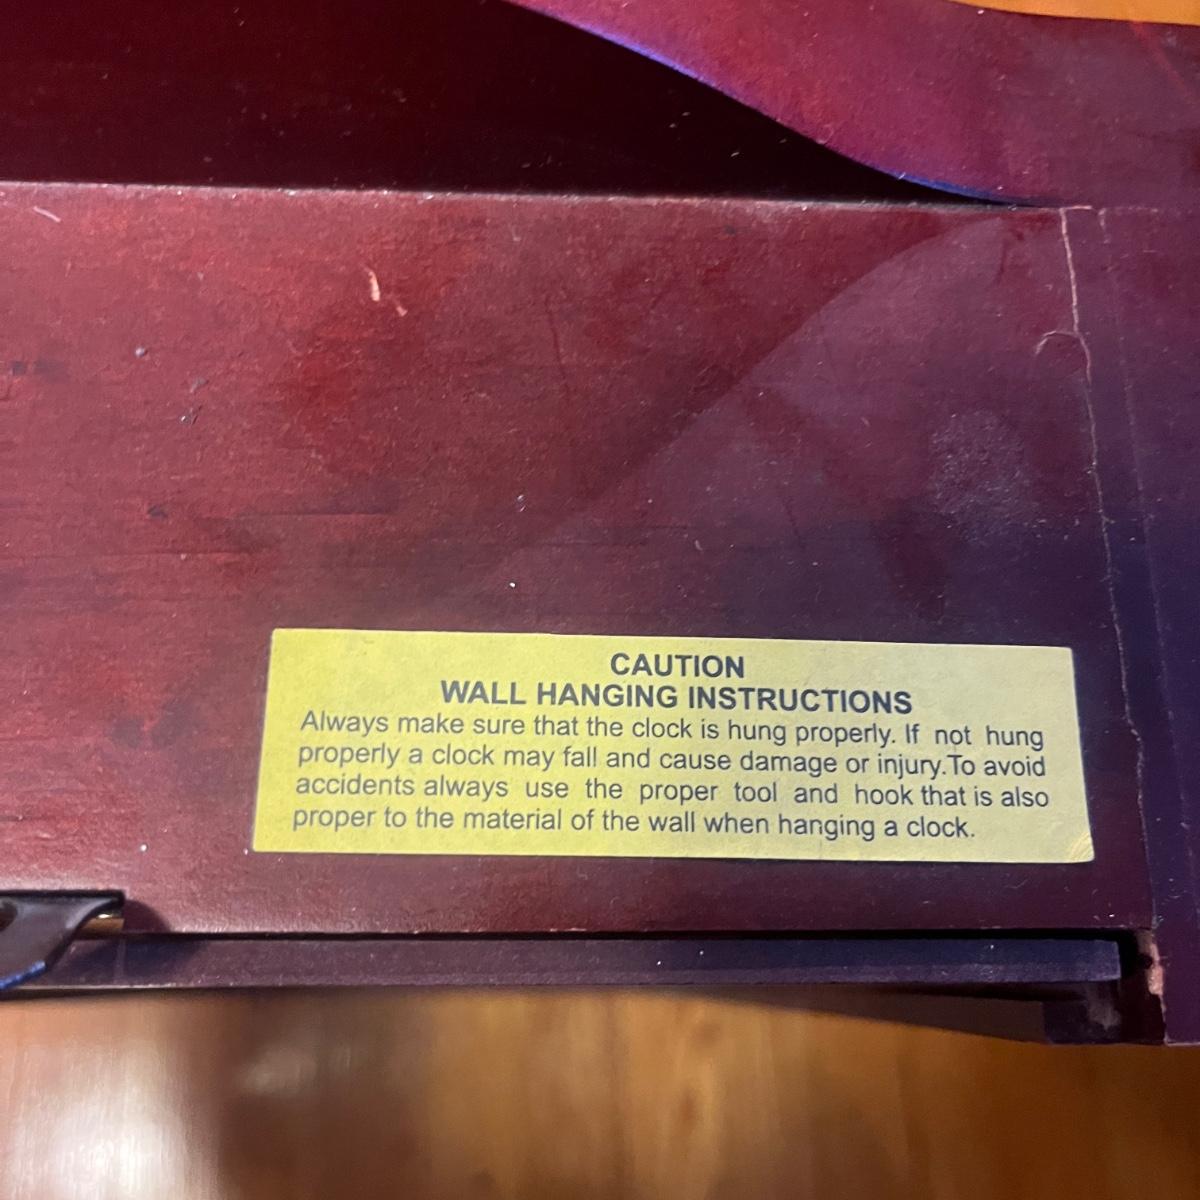 CAUTION
WALL HANGING INSTRUCTIONS
Always make sure that the clock is hung properly. If not hung
properly a clock may fall and cause damage or injury.To avoid
accidents always use the proper tool and hook that is also
proper to the material of the wall when hanging a clock.